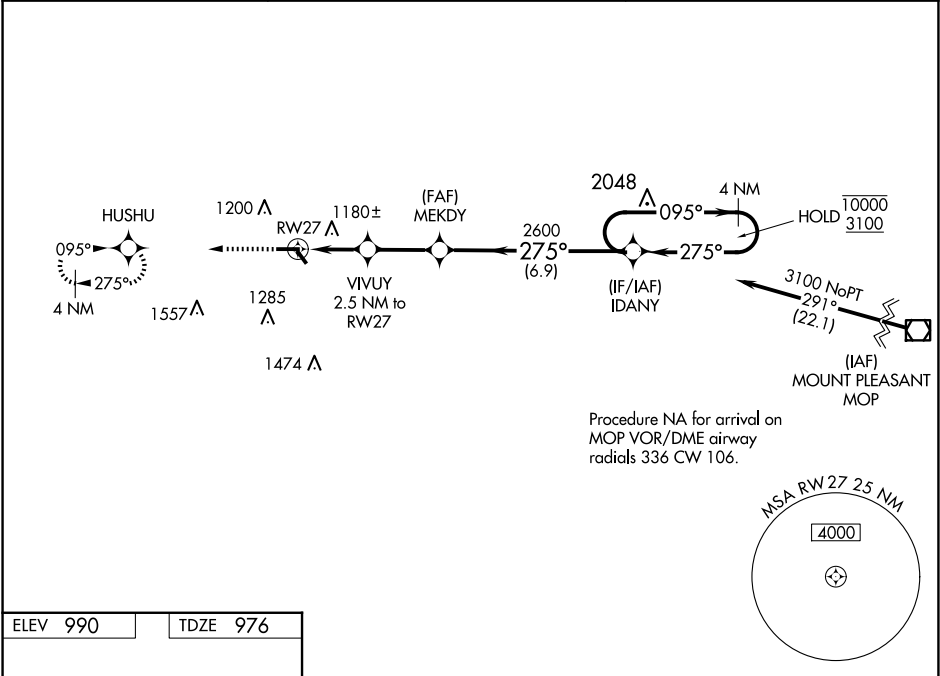 HUSHU
095°
275°
4 NM
1200
RW27
1180±
1557
1285
1474
VIVUY
2.5 NM to
RW27
(FAF)
MEKDY
2600
275°
(6.9)
2048
4 NM
095°
275°
HOLD
10000
3100
(IF/IAF)
IDANY
3100 NoPT
291°
(22.1)
(IAF)
MOUNT PLEASANT
MOP
Procedure NA for arrival on
MOP VOR/DME airway
radials 336 CW 106.
MSA RW27 25 NM
4000
ELEV 990
TDZE 976